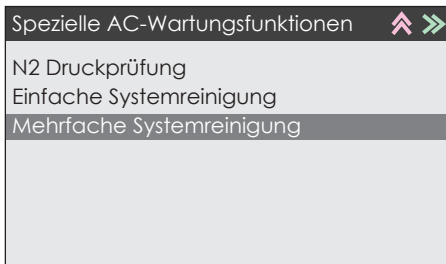 Spezielle AC-Wartungsfunktionen
N2 Druckprüfung
Einfache Systemreinigung
Mehrfache Systemreinigung